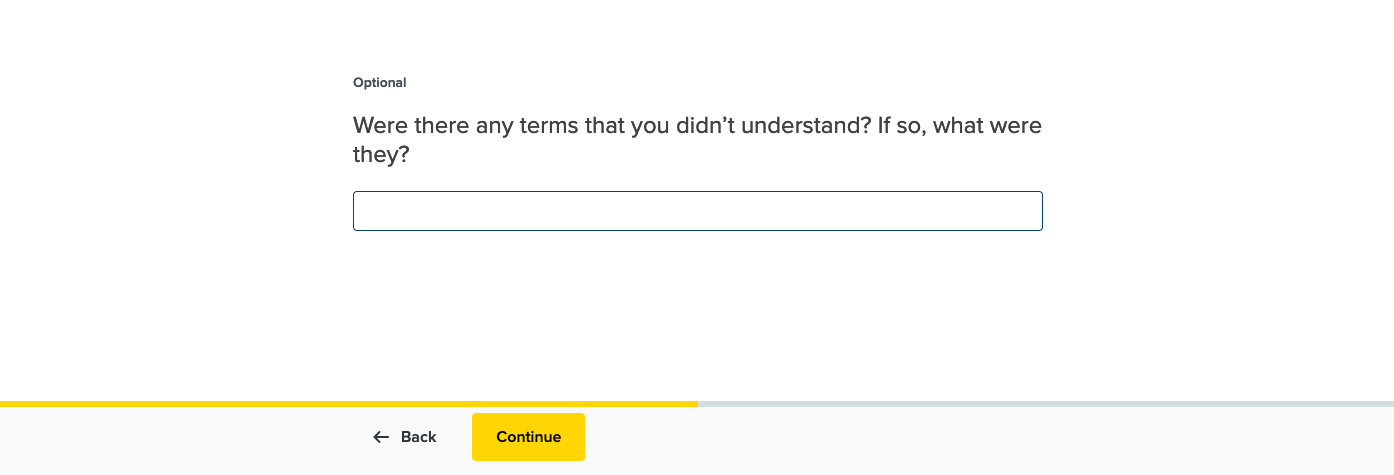 Optional
Were there any terms that you didn’t understand? If so, what were
they?
Back
Continue